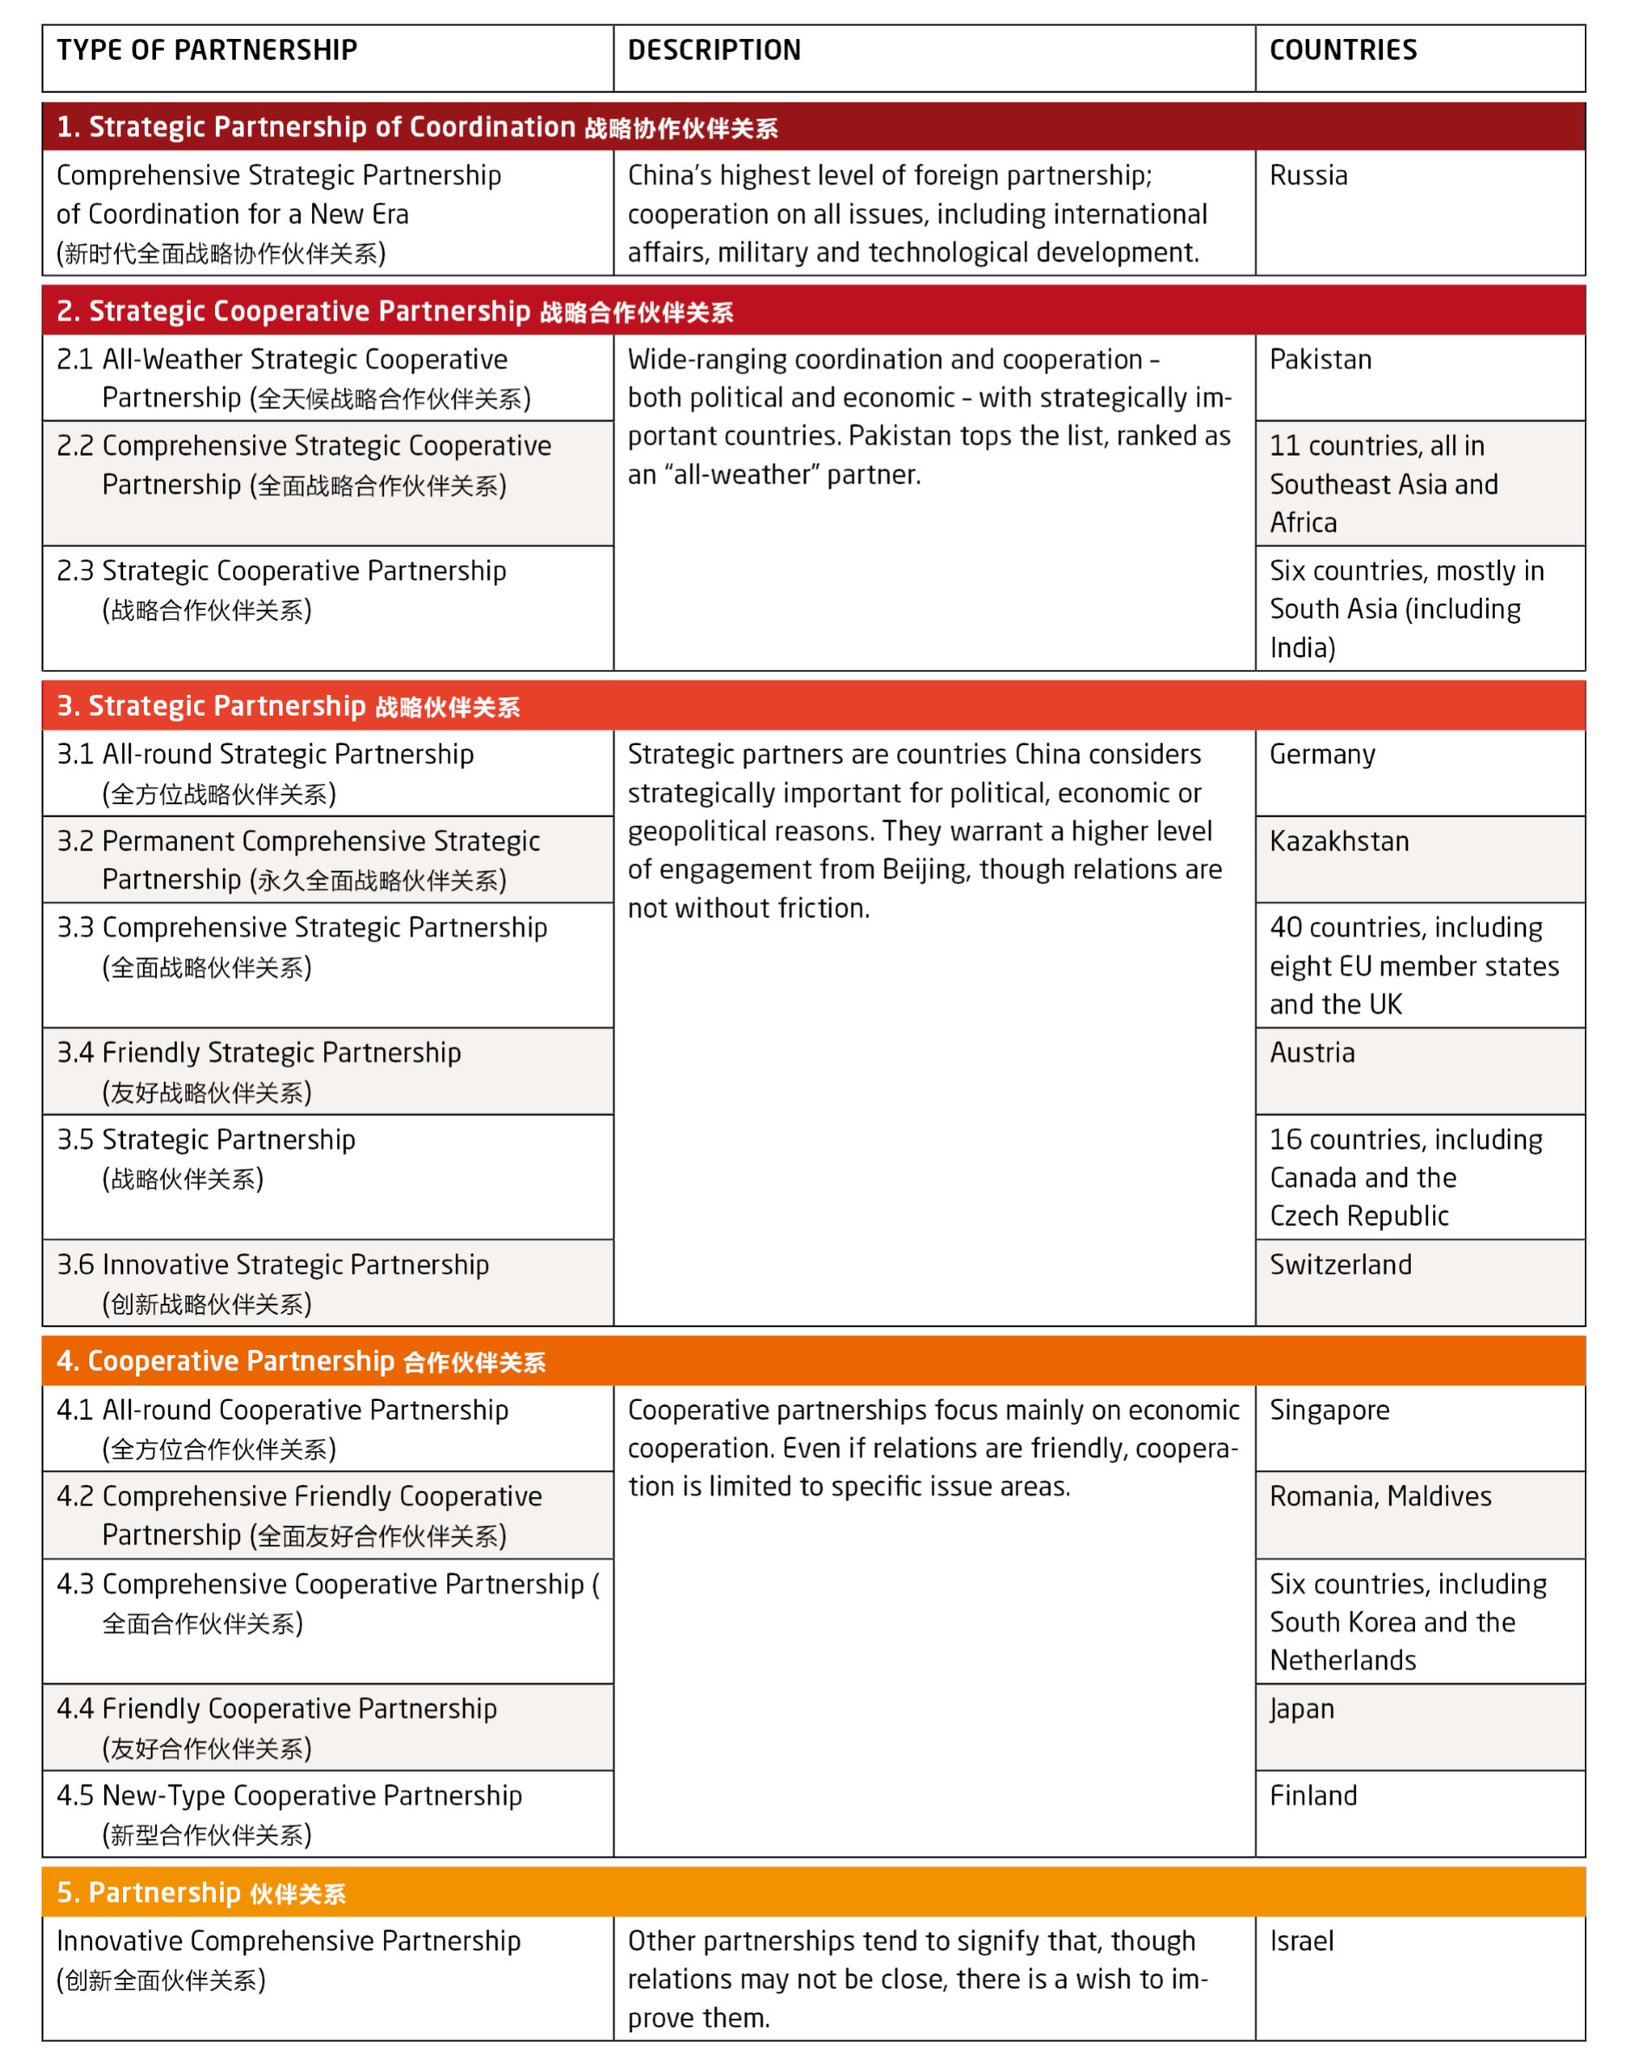 TYPE OF PARTNERSHIP
DESCRIPTION
COUNTRIES
1. Strategic Partnership of Coordination 战略协作伙伴关系
Comprehensive Strategic Partnership
of Coordination for a New Era
(新时代全面战略协作伙伴关系)
China's highest level of foreign partnership;
cooperation on all issues, including international
affairs, military and technological development.
Russia
2. Strategic Cooperative Partnership 战略合作伙伴关系
2.1 All-Weather Strategic Cooperative
Partnership (全天候战略合作伙伴关系)
Wide-ranging coordination and cooperation –
both political and economic – with strategically im-
portant countries. Pakistan tops the list, ranked as
an “all-weather” partner.
Pakistan
2.2 Comprehensive Strategic Cooperative
Partnership (全面战略合作伙伴关系)
11 countries, all in
Southeast Asia and
Africa
2.3 Strategic Cooperative Partnership
(战略合作伙伴关系)
Six countries, mostly in
South Asia (including
India)
3. Strategic Partnership 战略伙伴关系
3.1 All-round Strategic Partnership
(全方位战略伙伴关系)
Strategic partners are countries China considers
strategically important for political, economic or
geopolitical reasons. They warrant a higher level
of engagement from Beijing, though relations are
not without friction.
Germany
3.2 Permanent Comprehensive Strategic
Partnership (永久全面战略伙伴关系)
Kazakhstan
3.3 Comprehensive Strategic Partnership
(全面战略伙伴关系)
40 countries, including
eight EU member states
and the UK
3.4 Friendly Strategic Partnership
(友好战略伙伴关系)
Austria
3.5 Strategic Partnership
(战略伙伴关系)
16 countries, including
Canada and the
Czech Republic
3.6 Innovative Strategic Partnership
(创新战略伙伴关系)
Switzerland
4. Cooperative Partnership 合作伙伴关系
4.1 All-round Cooperative Partnership
(全方位合作伙伴关系)
Cooperative partnerships focus mainly on economic
cooperation. Even if relations are friendly, coopera-
tion is limited to specific issue areas.
Singapore
4.2 Comprehensive Friendly Cooperative
Partnership (全面友好合作伙伴关系)
Romania, Maldives
4.3 Comprehensive Cooperative Partnership (
全面合作伙伴关系)
Six countries, including
South Korea and the
Netherlands
4.4 Friendly Cooperative Partnership
(友好合作伙伴关系)
Japan
4.5 New-Type Cooperative Partnership
(新型合作伙伴关系)
Finland
5. Partnership 伙伴关系
Innovative Comprehensive Partnership
(创新全面伙伴关系)
Other partnerships tend to signify that, though
relations may not be close, there is a wish to im-
prove them.
Israel